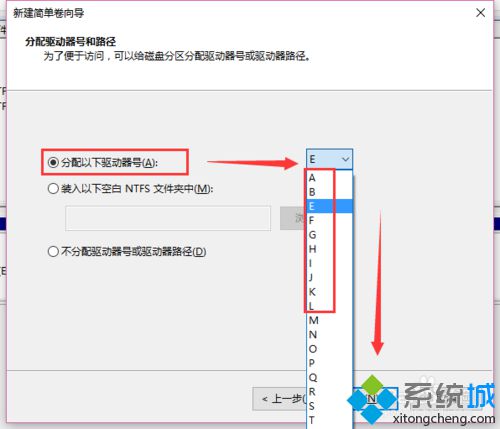 新建简单卷向导
分配驱动器号和路径
为了便于访问，可以给磁盘分区分配驱动器号或驱动器路径。
分配以下驱动器号(A):
E
装入以下空白 NTFS 文件夹中(M):
不分配驱动器号或驱动器路径(D)
A
B
E
F
G
H
I
J
K
L
M
N
O
P
Q
R
S
T
< 上一步(
系统城
xitongcheng.com